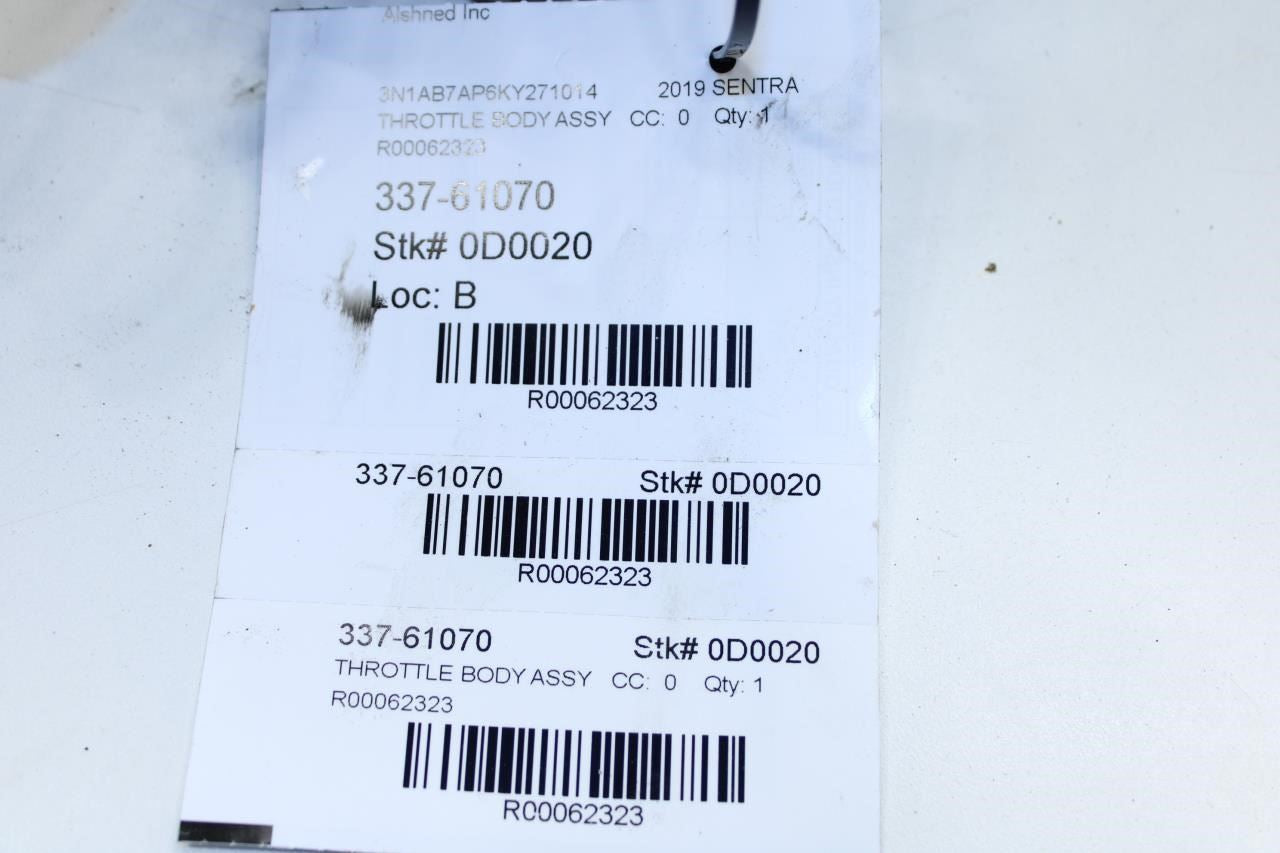 Alshned Inc
3N1AB7AP6KY271014 2019 SENTRA
THROTTLE BODY ASSY CC: 0 Qty: 1
R00062323
337-61070
Stk# 0D0020
Loc: B
R00062323
337-61070 Stk# 0D0020
R00062323
337-61070 Stk# 0D0020
THROTTLE BODY ASSY CC: 0 Qty: 1
R00062323
R00062323